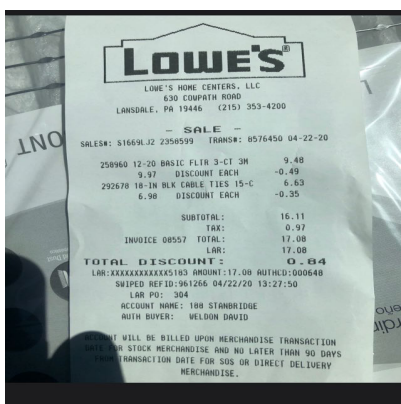 LOWE'S®
LOWE'S HOME CENTERS, LLC
630 COWPATH ROAD
LANSDALE, PA 19446 (215) 353-4200
- SALE -
SALES#: S1669LJ2 2358599 TRANS#: 8576450 04-22-20
258960 12-20 BASIC FLTR 3-CT 3M 9.48
9.97 DISCOUNT EACH -0.49
292678 18-IN BLK CABLE TIES 15-C 6.63
6.98 DISCOUNT EACH -0.35
SUBTOTAL: 16.11
TAX: 0.97
INVOICE 08557 TOTAL: 17.08
LAR: 17.08
TOTAL DISCOUNT: 0.84
LAR:XXXXXXXXXXXX5183 AMOUNT:17.08 AUTHCD:000648
SWIPED REFID:961266 04/22/20 13:27:50
LAR PO: 304
ACCOUNT NAME: 100 STANBRIDGE
AUTH BUYER: WELDON DAVID
ACCOUNT WILL BE BILLED UPON MERCHANDISE TRANSACTION
DATE FOR STOCK MERCHANDISE AND NO LATER THAN 90 DAYS
FROM TRANSACTION DATE FOR SOS OR DIRECT DELIVERY
MERCHANDISE.